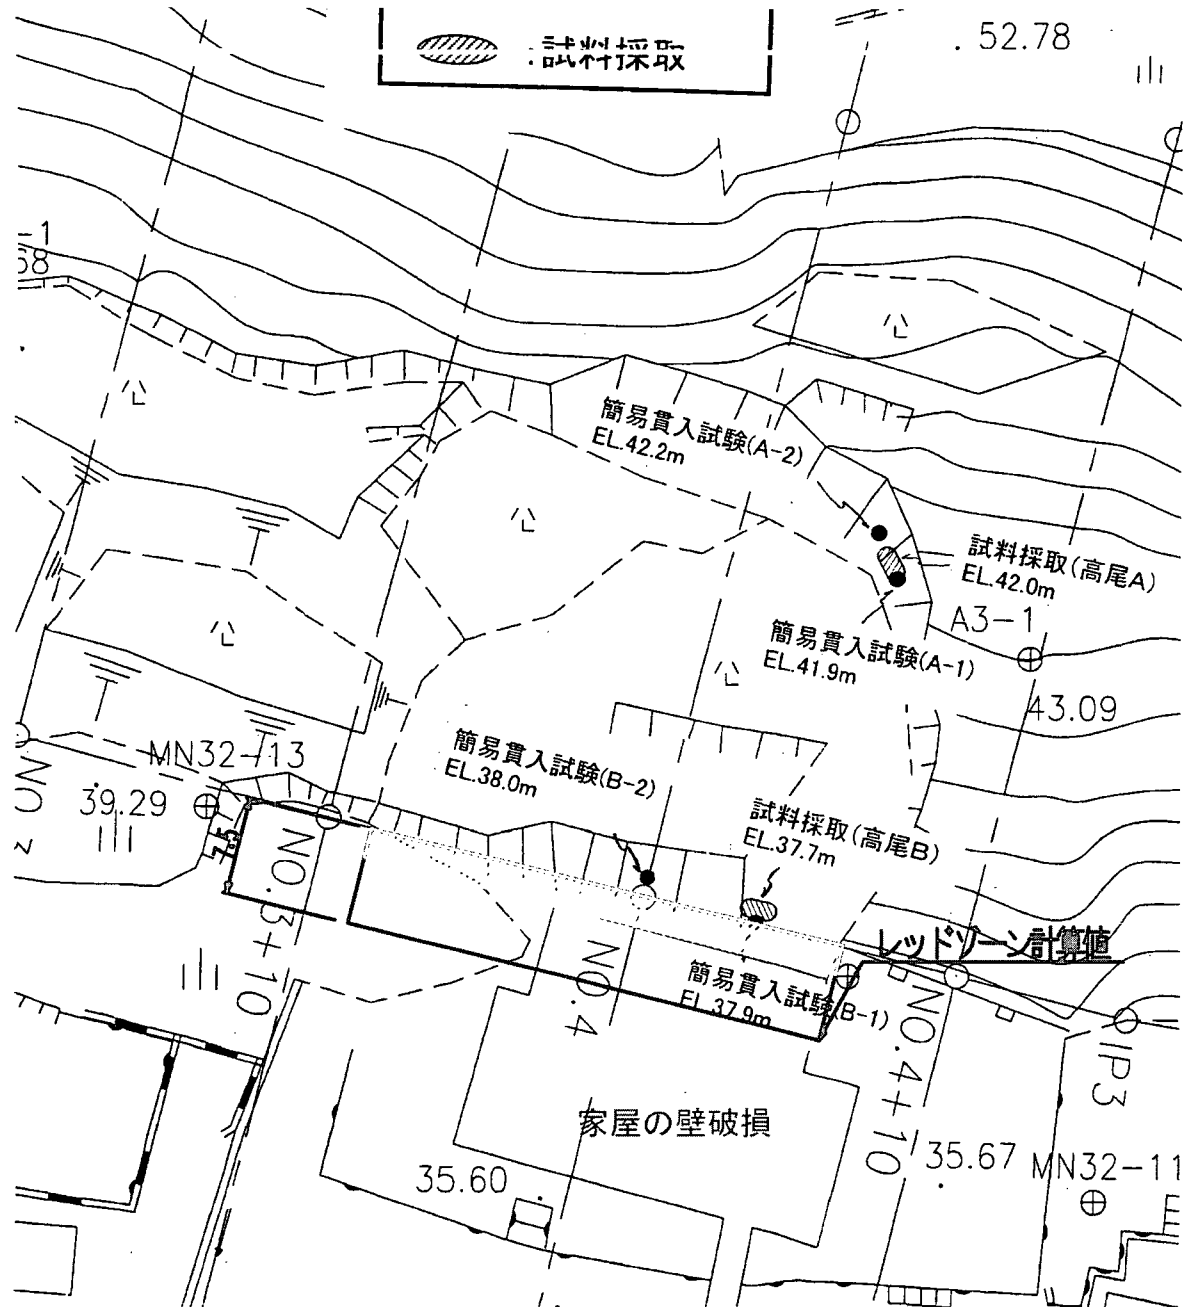 :試料採取
. 52.78
-1
68
簡易貫入試験(A-2)
EL.42.2m
試料採取(高尾A)
EL.42.0m
A3-1
簡易貫入試験(A-1)
EL.41.9m
43.09
MN32-13
39.29
簡易貫入試験(B-2)
EL.38.0m
試料採取(高尾B)
EL.37.7m
NO.3+10
NO.4
レッドゾーン計算値
簡易貫入試験(B-1)
EL.37.9m
NO.4+10
IP3
家屋の壁破損
35.60
35.67
MN32-11